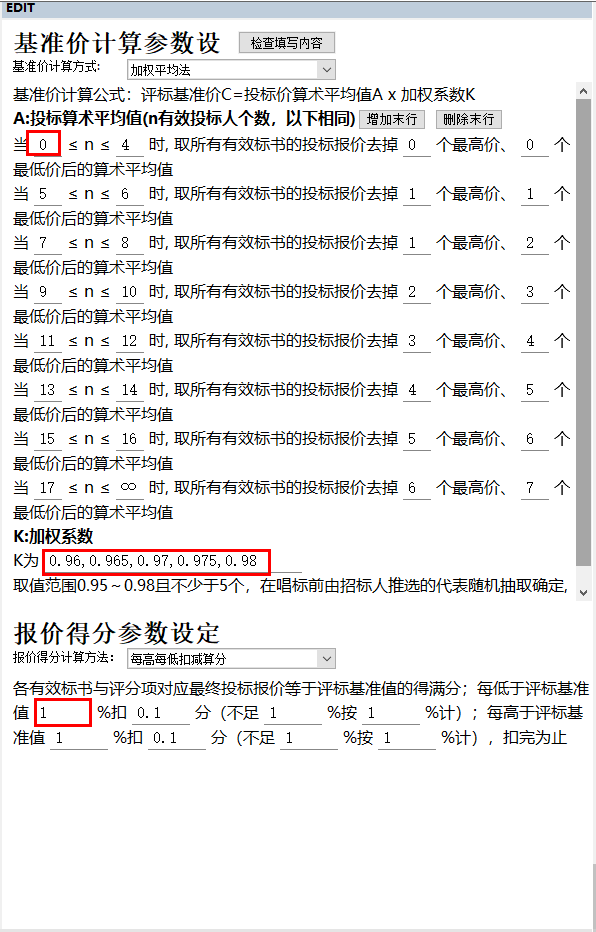 EDIT
基准价计算参数设 检查填写内容
基准价计算方式： 加权平均法
基准价计算公式：评标基准价C=投标价算术平均值A x 加权系数K
A:投标算术平均值(n有效投标人个数，以下相同) 增加末行 删除末行
当 0 ≤ n ≤ 4 时, 取所有有效标书的投标报价去掉 0 个最高价、 0 个
最低价后的算术平均值
当 5 ≤ n ≤ 6 时, 取所有有效标书的投标报价去掉 1 个最高价、 1 个
最低价后的算术平均值
当 7 ≤ n ≤ 8 时, 取所有有效标书的投标报价去掉 1 个最高价、 2 个
最低价后的算术平均值
当 9 ≤ n ≤ 10 时, 取所有有效标书的投标报价去掉 2 个最高价、 3 个
最低价后的算术平均值
当 11 ≤ n ≤ 12 时, 取所有有效标书的投标报价去掉 3 个最高价、 4 个
最低价后的算术平均值
当 13 ≤ n ≤ 14 时, 取所有有效标书的投标报价去掉 4 个最高价、 5 个
最低价后的算术平均值
当 15 ≤ n ≤ 16 时, 取所有有效标书的投标报价去掉 5 个最高价、 6 个
最低价后的算术平均值
当 17 ≤ n ≤ ∞ 时, 取所有有效标书的投标报价去掉 6 个最高价、 7 个
最低价后的算术平均值
K:加权系数
K为 0.96,0.965,0.97,0.975,0.98
取值范围0.95～0.98且不少于5个，在唱标前由招标人推选的代表随机抽取确定,
报价得分参数设定
报价得分计算方法： 每高每低扣减算分
各有效标书与评分项对应最终投标报价等于评标基准值的得满分；每低于评标基准
值 1 %扣 0.1 分（不足 1 %按 1 %计）；每高于评标基
准值 1 %扣 0.1 分（不足 1 %按 1 %计），扣完为止